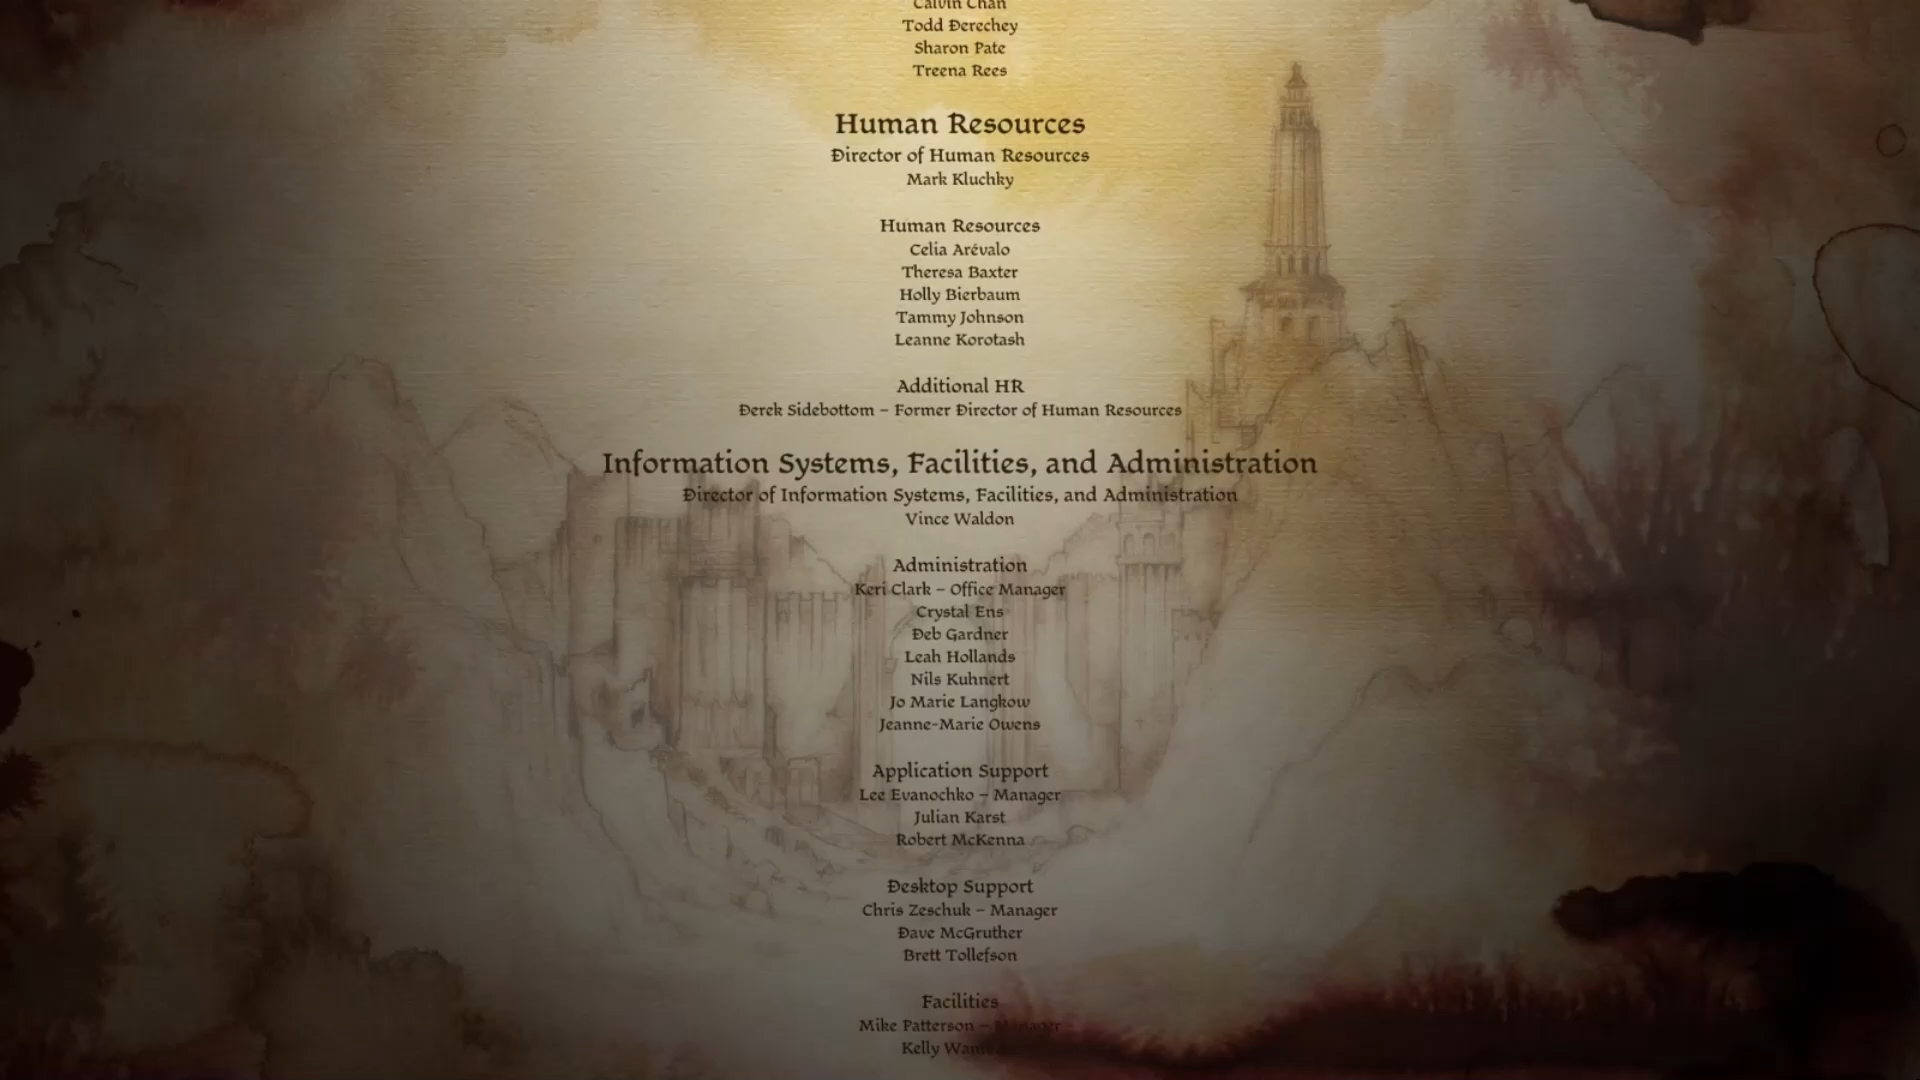 Calvin Chan
Todd Derechey
Sharon Pate
Treena Rees
Human Resources
Director of Human Resources
Mark Kluchky
Human Resources
Celia Arévalo
Theresa Baxter
Holly Bierbaum
Tammy Johnson
Leanne Korotash
Additional HR
Derek Sidebottom – Former Director of Human Resources
Information Systems, Facilities, and Administration
Director of Information Systems, Facilities, and Administration
Vince Waldon
Administration
Keri Clark – Office Manager
Crystal Ens
Deb Gardner
Leah Hollands
Nils Kuhnert
Jo Marie Langkow
Jeanne-Marie Owens
Application Support
Lee Evanochko – Manager
Julian Karst
Robert McKenna
Desktop Support
Chris Zeschuk – Manager
Dave McGruther
Brett Tollefson
Facilities
Mike Patterson – Manager
Kelly